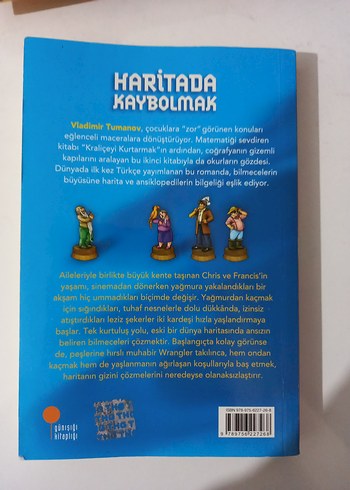 HARİTADA
KAYBOLMAK
Vladimir Tumanov, çocuklara "zor" görünen konuları
eğlenceli maceralara dönüştürüyor. Matematiği sevdiren
kitabı "Kraliçeyi Kurtarmak"ın ardından, coğrafyanın gizemli
kapılarını aralayan bu ikinci kitabıyla da okurların gözdesi.
Dünyada ilk kez Türkçe yayımlanan bu romanda, bilmecelerin
büyüsüne harita ve ansiklopedilerin bilgeliği eşlik ediyor.
Aileleriyle birlikte büyük kente taşınan Chris ve Francis'in
yaşamı, sinemadan dönerken yağmura yakalandıkları bir
akşam hiç ummadıkları biçimde değişir. Yağmurdan kaçmak
için sığındıkları, tuhaf nesnelerle dolu dükkânda, izinsiz
atıştırdıkları leziz şekerler iki kardeşi hızla yaşlandırmaya
başlar. Tek kurtuluş yolu, eski bir dünya haritasında ansızın
beliren bilmeceleri çözmektir. Başlangıçta kolay görünse
de, peşlerine hırslı muhabir Wrangler takılınca, hem ondan
kaçmak hem de yaşlanmanın ağırlaşan koşullarıyla baş etmek,
haritanın gizini çözmelerini neredeyse olanaksızlaştırır.
günışığı
kitaplığı